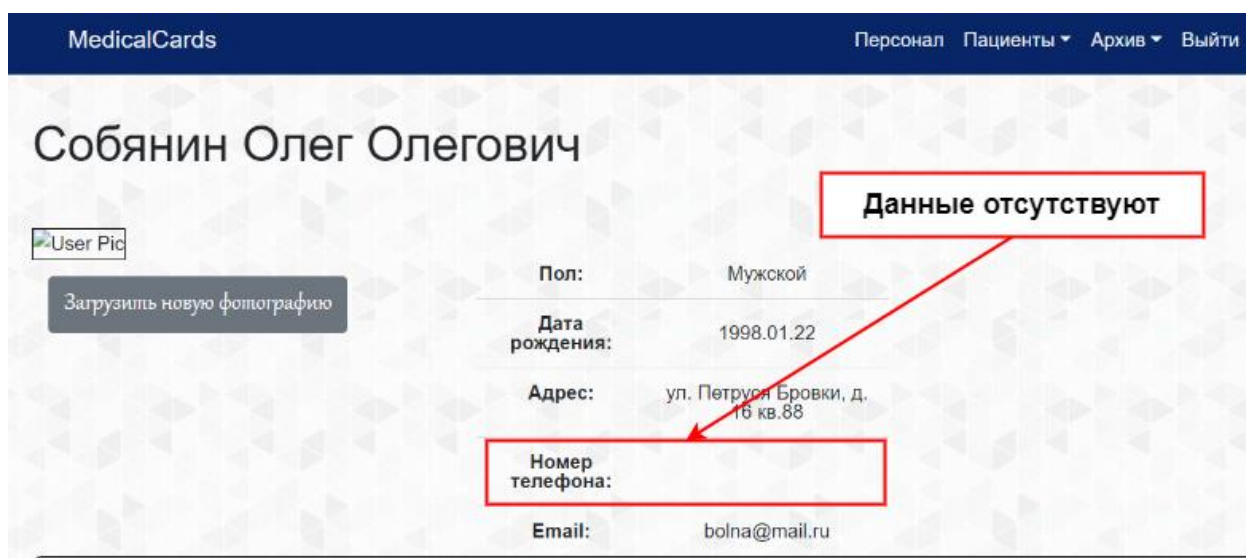 MedicalCards Персонал Пациенты Архив Выйти
Собянин Олег Олегович
Данные отсутствуют
User Pic
Загрузить новую фотографию
Пол: Мужской
Дата
рождения: 1998.01.22
Адрес: ул. Петруся Бровки, д.
16 кв.88
Номер
телефона:
Email: bolna@mail.ru